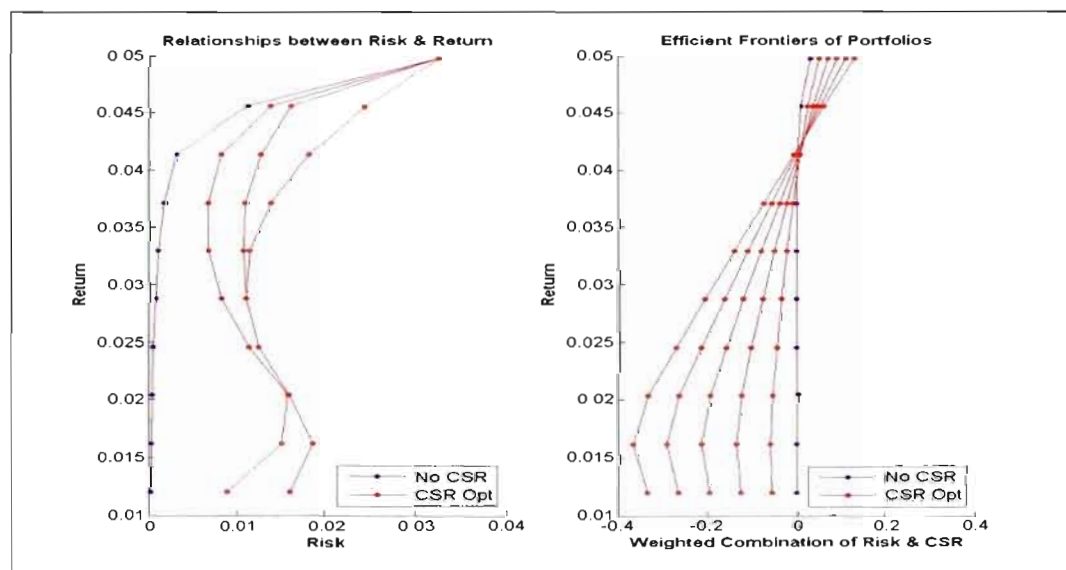 Relationships between Risk & Return
0.05
0.045
0.04
0.035
0.03
0.025
0.02
0.015
0.01
Return
0
0.01
0.02
0.03
0.04
Risk
No CSR
CSR Opt
Efficient Frontiers of Portfolios
0.05
0.045
0.04
0.035
0.03
0.025
0.02
0.015
0.01
Return
-0.4
-0.2
0
0.2
0.4
Weighted Combination of Risk & CSR
No CSR
CSR Opt